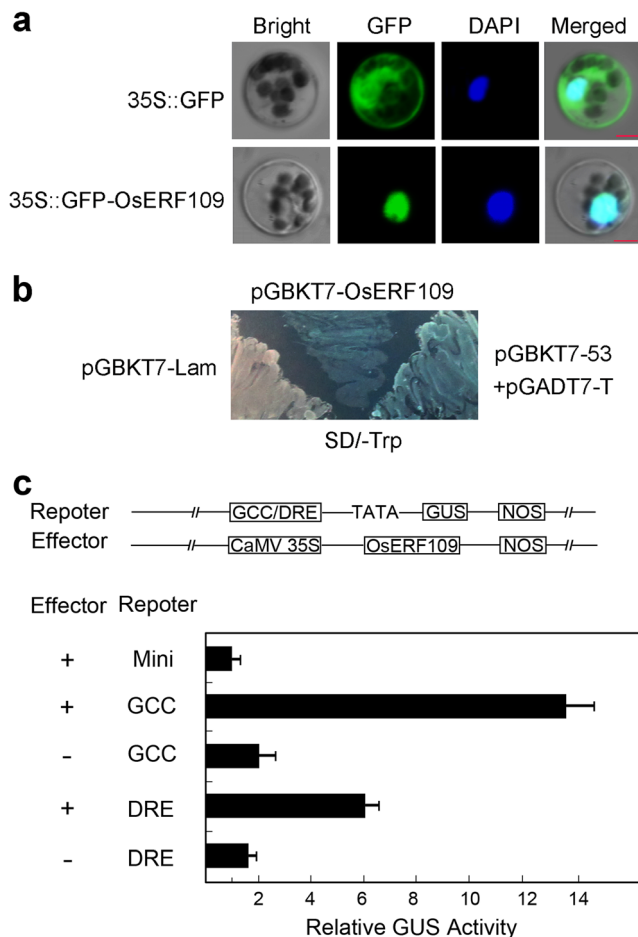 a
Bright GFP DAPI Merged
35S::GFP
35S::GFP-OsERF109
b
pGBKT7-OsERF109
pGBKT7-Lam
pGBKT7-53
+pGADT7-T
SD/-Trp
c
Repoter GCC/DRE TATA GUS NOS
Effector CaMV 35S OsERF109 NOS
Effector Repoter
+ Mini
+ GCC
- GCC
+ DRE
- DRE
2 4 6 8 10 12 14
Relative GUS Activity